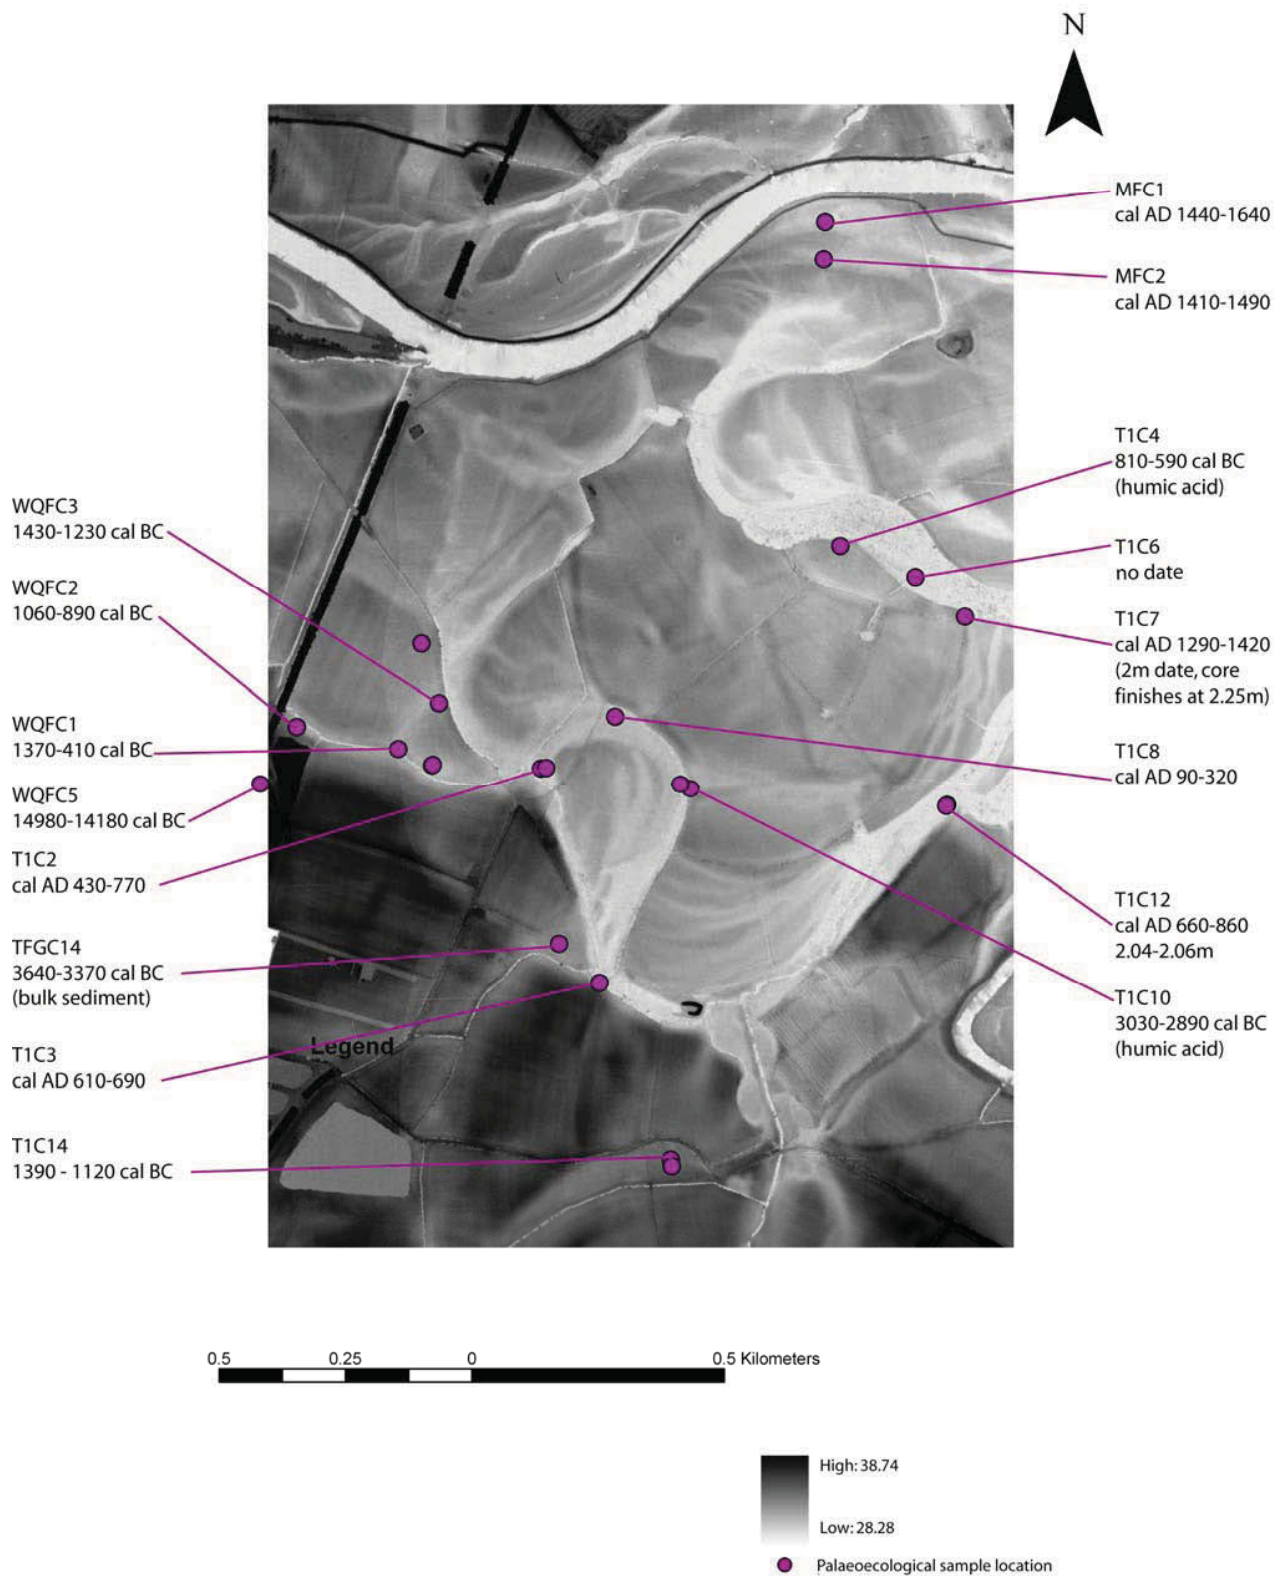 N
MFC1
cal AD 1440-1640
MFC2
cal AD 1410-1490
T1C4
810-590 cal BC
(humic acid)
T1C6
no date
T1C7
cal AD 1290-1420
(2m date, core
finishes at 2.25m)
T1C8
cal AD 90-320
T1C12
cal AD 660-860
2.04-2.06m
T1C10
3030-2890 cal BC
(humic acid)
WQFC3
1430-1230 cal BC
WQFC2
1060-890 cal BC
WQFC1
1370-410 cal BC
WQFC5
14980-14180 cal BC
T1C2
cal AD 430-770
TFGC14
3640-3370 cal BC
(bulk sediment)
T1C3
cal AD 610-690
T1C14
1390 - 1120 cal BC
Legend
0.5 0.25 0 0.5 Kilometers
High: 38.74
Low: 28.28
Palaeoecological sample location